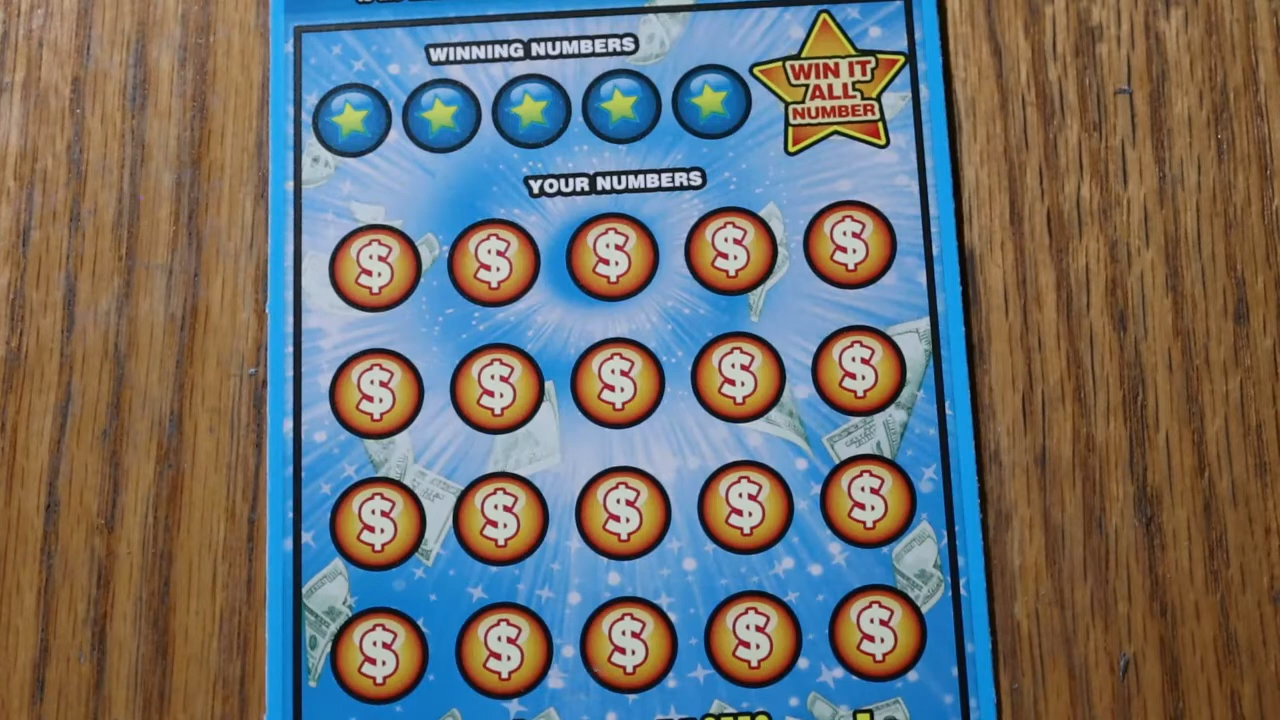 WINNING NUMBERS
WIN IT
ALL
NUMBER
YOUR NUMBERS
$ $ $ $ $
$ $ $ $ $
$ $ $ $ $
$ $ $ $ $